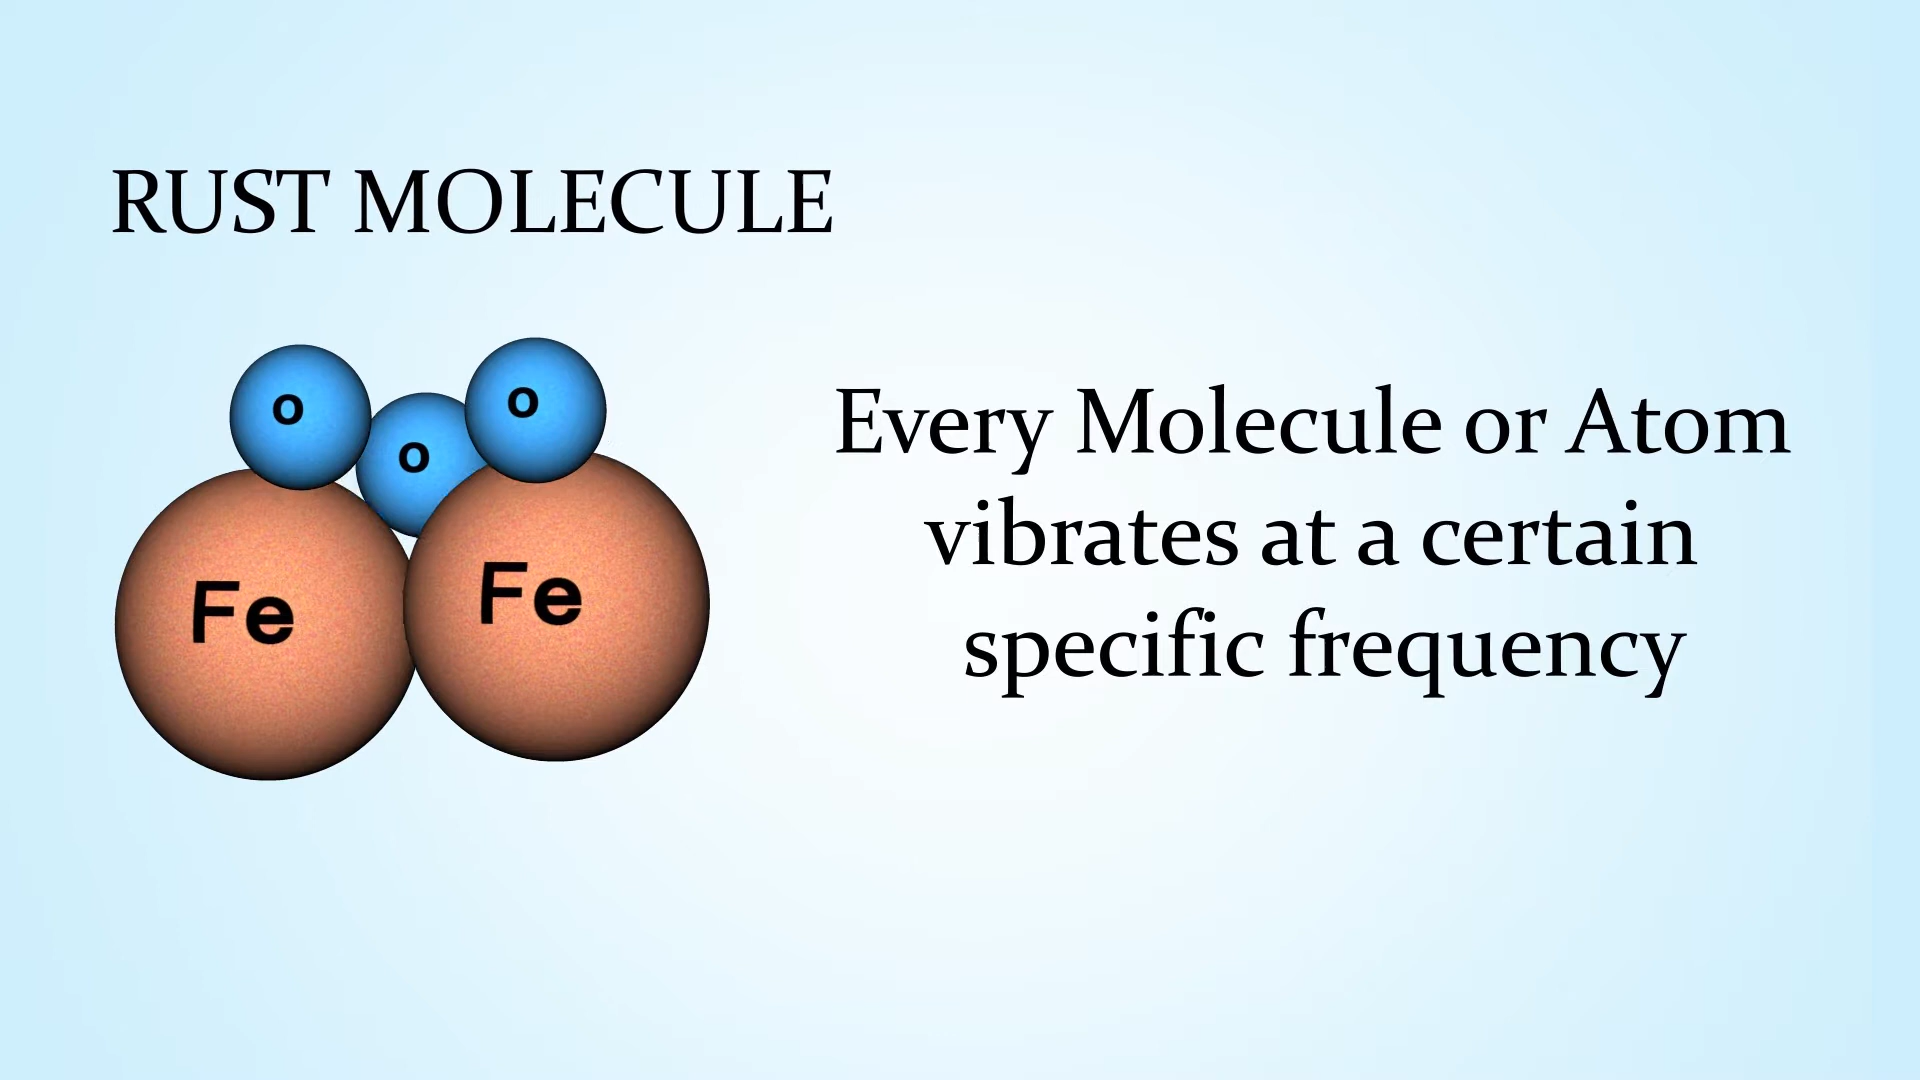 RUST MOLECULE
o
o
o
Fe
Fe
Every Molecule or Atom
vibrates at a certain
specific frequency